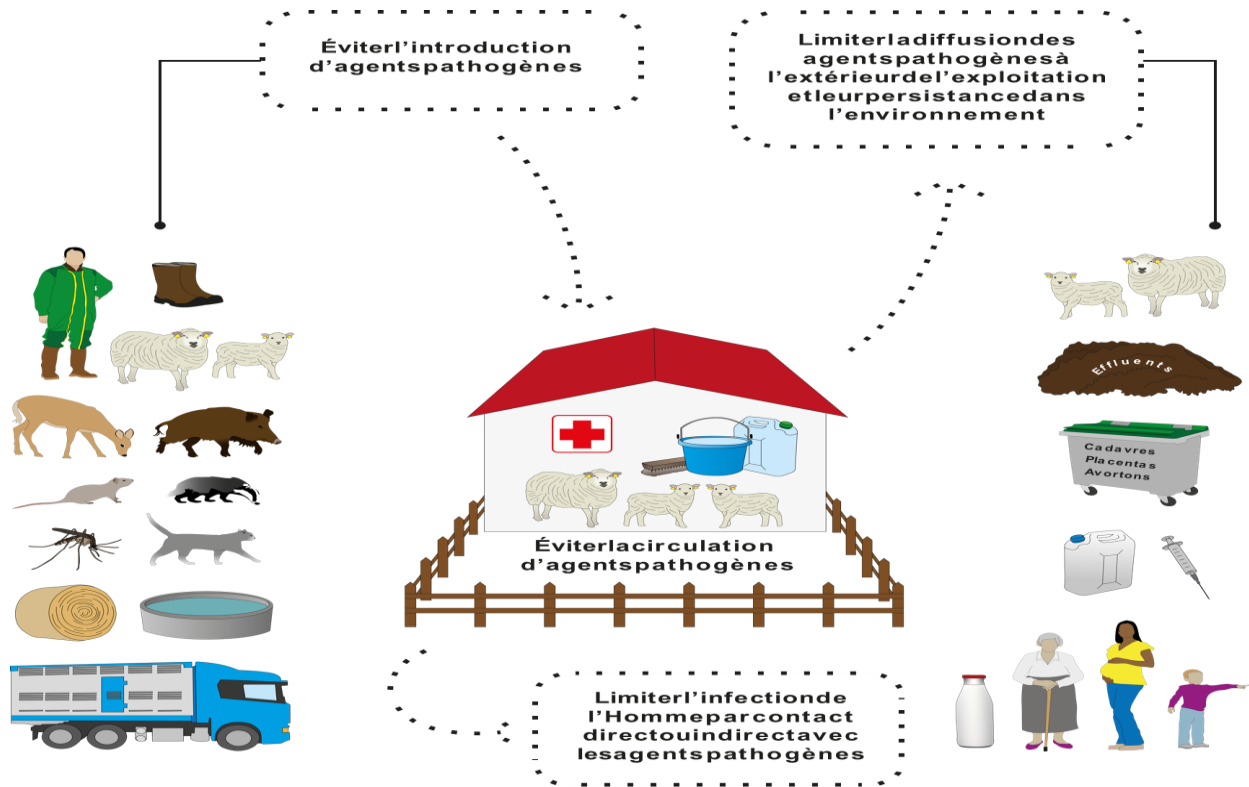 Éviterl’introduction
d’agentspathogènes
Limiterladiffusiondes
agentspathogènesà
l’extérieurdel’exploitation
etleurpersistancedans
l’environnement
Effluents
Cadavres
Placentas
Avortons
Éviterlacirculation
d’agentspathogènes
Limiterl’infectionde
l’Hommeparcontact
directouindirectavec
lesagentspathogènes